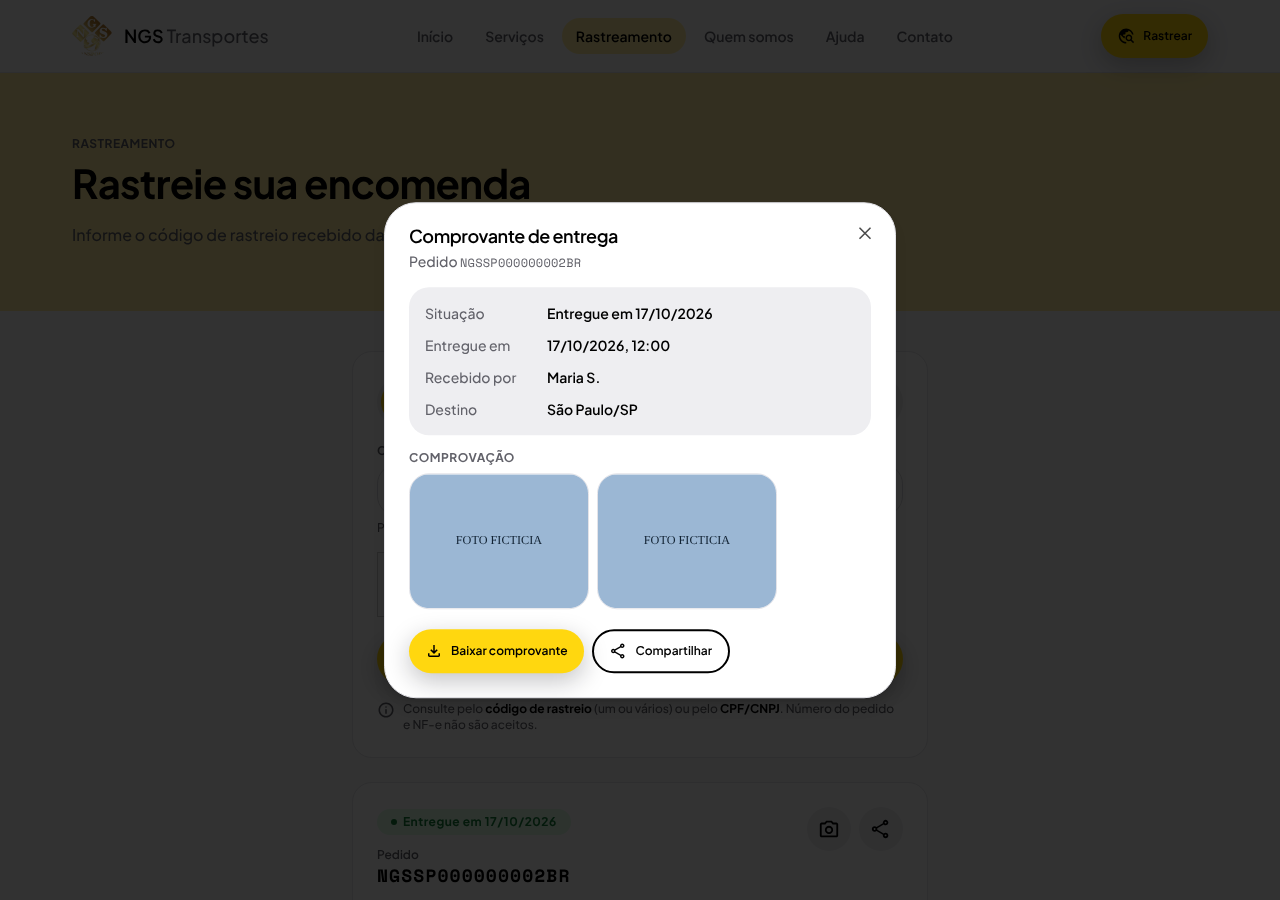 NGS Transportes
Início
Serviços
Rastreamento
Quem somos
Ajuda
Contato
Rastrear
RASTREAMENTO
Rastreie sua encomenda
Informe o código de rastreio recebido da
Comprovante de entrega
Pedido NGSSP000000002BR
Situação Entregue em 17/10/2026
Entregue em 17/10/2026, 12:00
Recebido por Maria S.
Destino São Paulo/SP
COMPROVAÇÃO
FOTO FICTICIA
FOTO FICTICIA
Baixar comprovante
Compartilhar
Consulte pelo código de rastreio (um ou vários) ou pelo CPF/CNPJ. Número do pedido
e NF-e não são aceitos.
Entregue em 17/10/2026
Pedido
NGSSP000000002BR